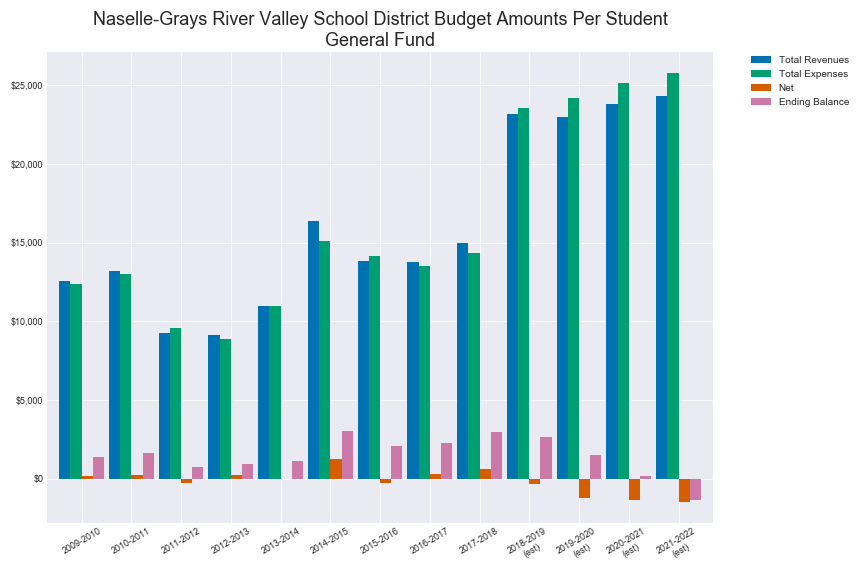 Naselle-Grays River Valley School District Budget Amounts Per Student
General Fund
Total Revenues
Total Expenses
Net
Ending Balance
$25,000
$20,000
$15,000
$10,000
$5,000
$0
2009-2010
2010-2011
2011-2012
2012-2013
2013-2014
2014-2015
2015-2016
2016-2017
2017-2018
2018-2019
(est)
2019-2020
(est)
2020-2021
(est)
2021-2022
(est)